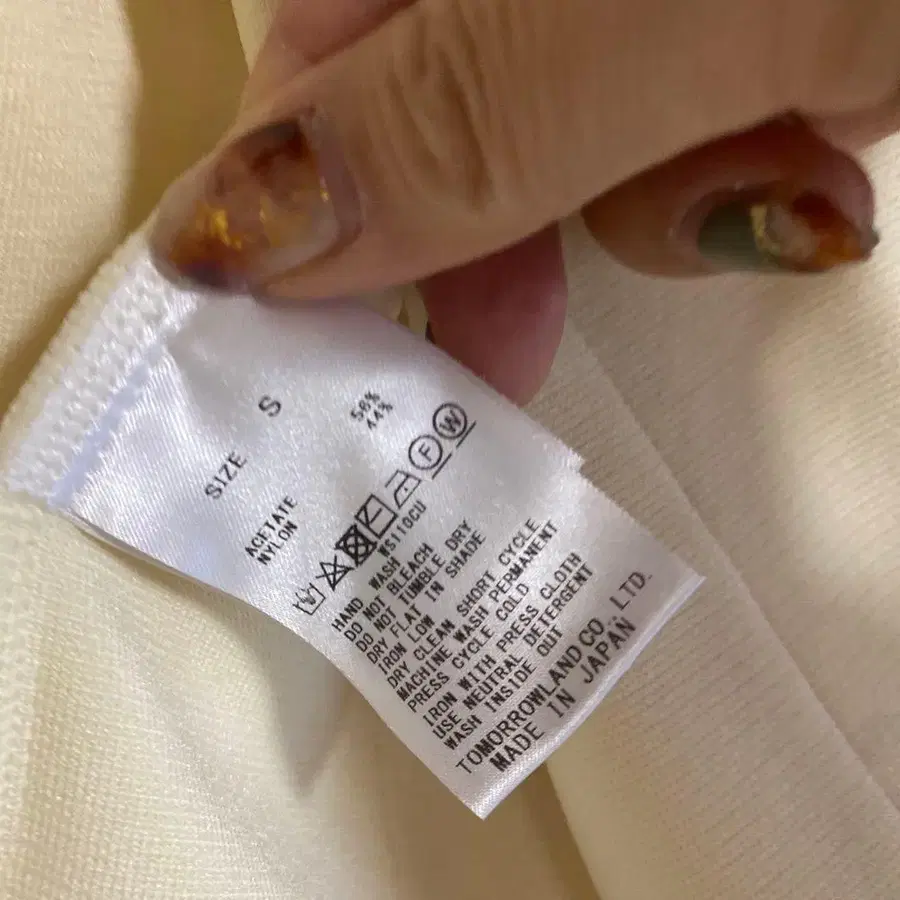 SIZE S
ACETATE 56%
NYLON 44%
F W
WS110CU
HAND WASH
DO NOT BLEACH
DO NOT TUMBLE DRY
DRY FLAT IN SHADE
IRON LOW
DRY CLEAN SHORT CYCLE
MACHINE WASH PERMANENT
PRESS CYCLE COLD
IRON WITH PRESS CLOTH
USE NEUTRAL DETERGENT
WASH INSIDE OUT
TOMORROWLAND CO., LTD.
MADE IN JAPAN